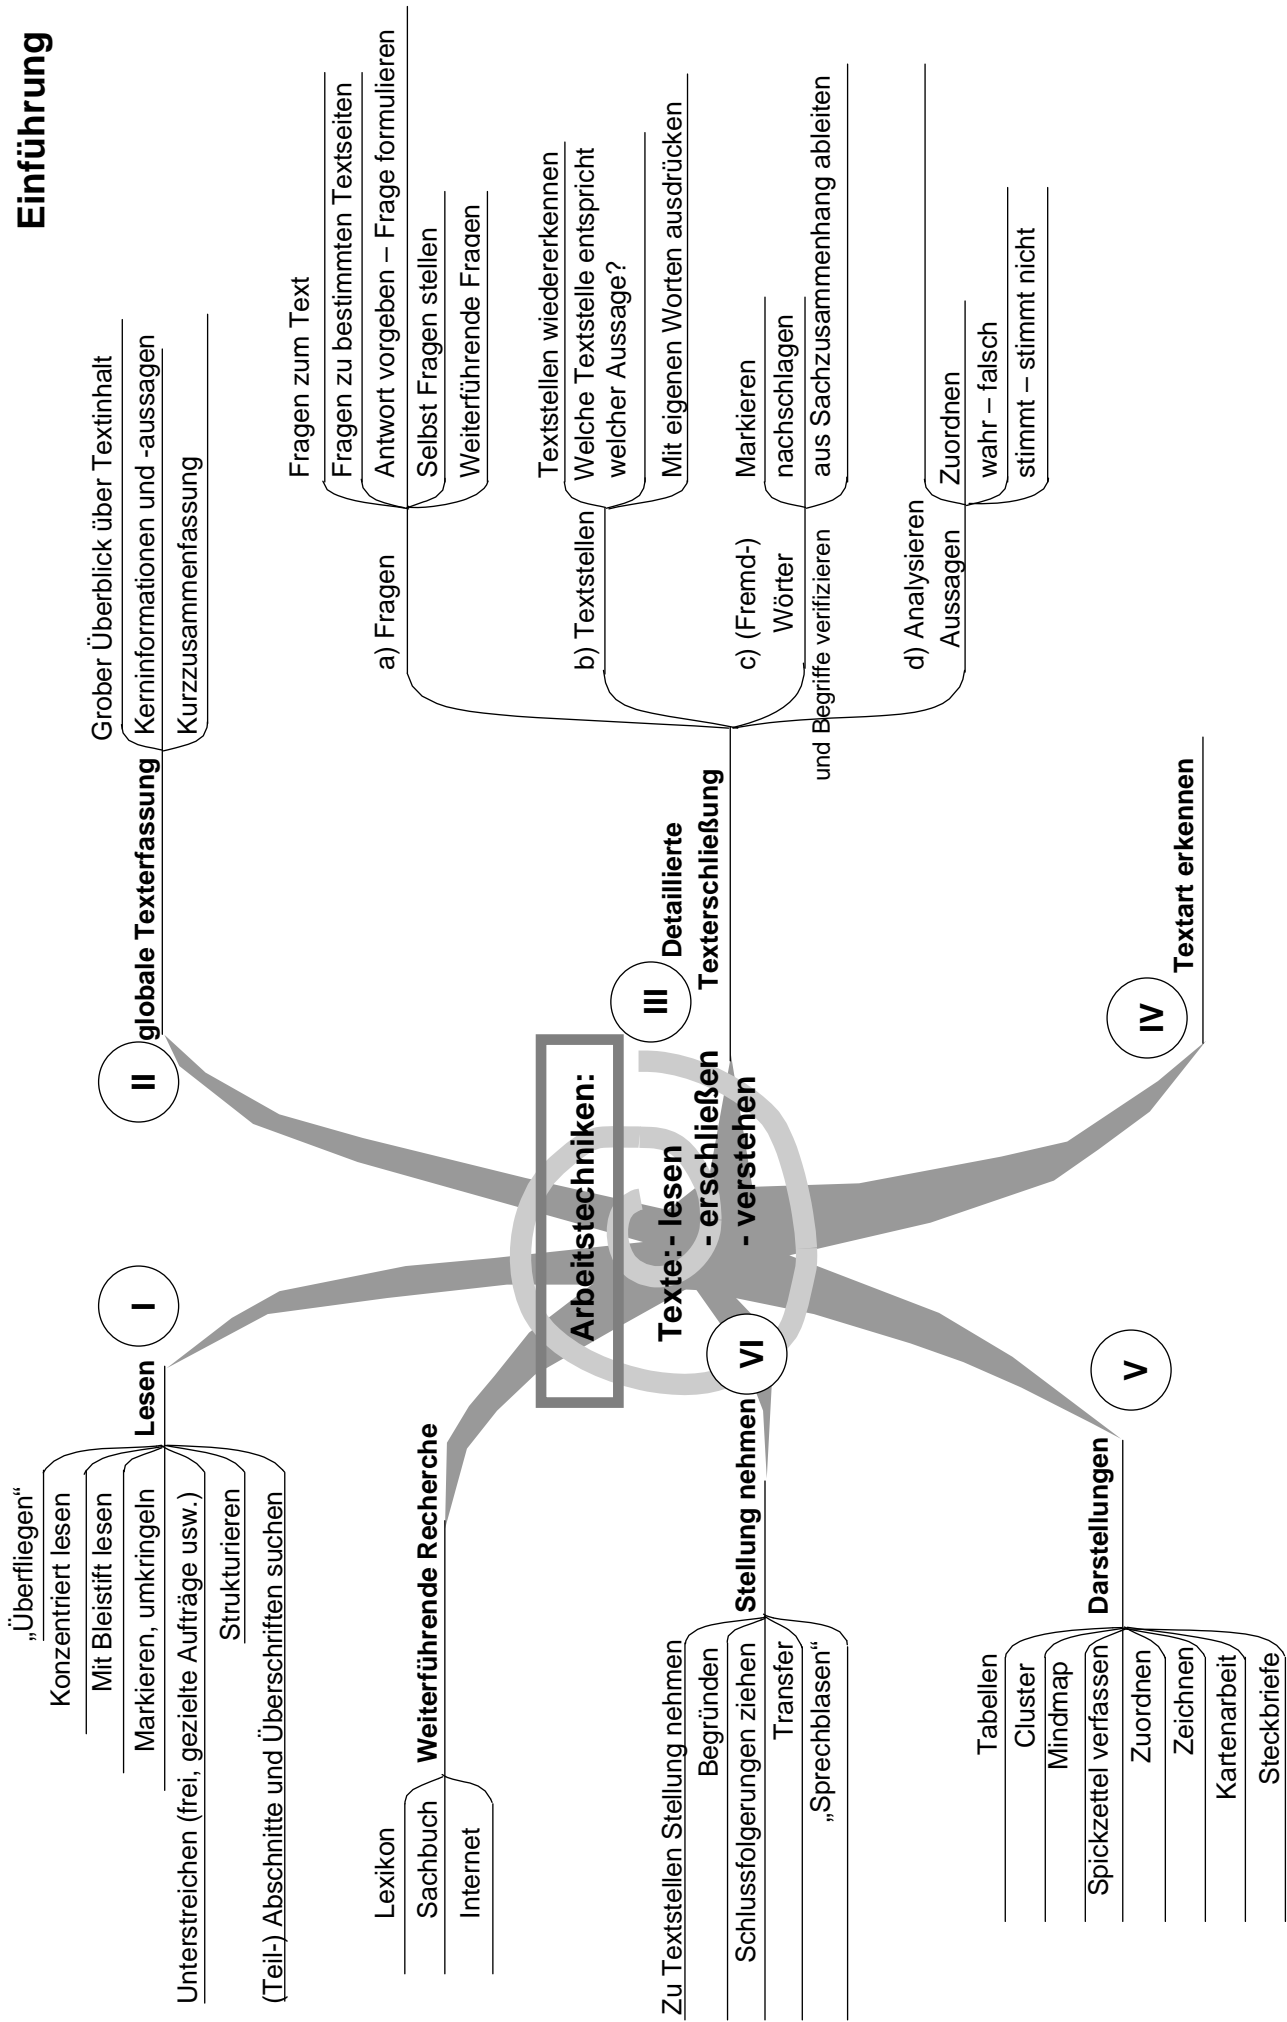 Einführung
Arbeitstechniken:
Texte: - lesen
- erschließen
- verstehen
I
Lesen
„Überfliegen“
Konzentriert lesen
Mit Bleistift lesen
Markieren, umkringeln
Unterstreichen (frei, gezielte Aufträge usw.)
Strukturieren
(Teil-) Abschnitte und Überschriften suchen
II
globale Texterfassung
Grober Überblick über Textinhalt
Kerninformationen und -aussagen
Kurzzusammenfassung
III
Detaillierte
Texterschließung
a) Fragen
Fragen zum Text
Fragen zu bestimmten Textseiten
Antwort vorgeben – Frage formulieren
Selbst Fragen stellen
Weiterführende Fragen
b) Textstellen
Textstellen wiedererkennen
Welche Textstelle entspricht
welcher Aussage?
Mit eigenen Worten ausdrücken
c) (Fremd-)
Wörter
und Begriffe verifizieren
Markieren
nachschlagen
aus Sachzusammenhang ableiten
d) Analysieren
Aussagen
Zuordnen
wahr – falsch
stimmt – stimmt nicht
IV
Textart erkennen
V
Darstellungen
Tabellen
Cluster
Mindmap
Spickzettel verfassen
Zuordnen
Zeichnen
Kartenarbeit
Steckbriefe
VI
Stellung nehmen
Zu Textstellen Stellung nehmen
Begründen
Schlussfolgerungen ziehen
Transfer
„Sprechblasen“
Weiterführende Recherche
Lexikon
Sachbuch
Internet